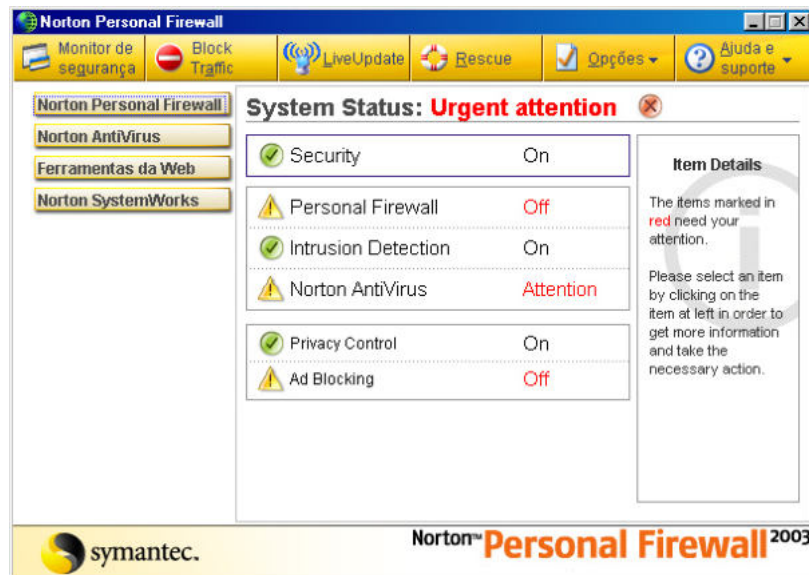 Norton Personal Firewall
Monitor de segurança
Block Traffic
LiveUpdate
Rescue
Opções
Ajuda e suporte
Norton Personal Firewall
Norton AntiVirus
Ferramentas da Web
Norton SystemWorks
System Status: Urgent attention
Security On
Personal Firewall Off
Intrusion Detection On
Norton AntiVirus Attention
Privacy Control On
Ad Blocking Off
Item Details
The items marked in
red need your
attention.
Please select an item
by clicking on the
item at left in order to
get more information
and take the
necessary action.
symantec.
Norton™ Personal Firewall 2003